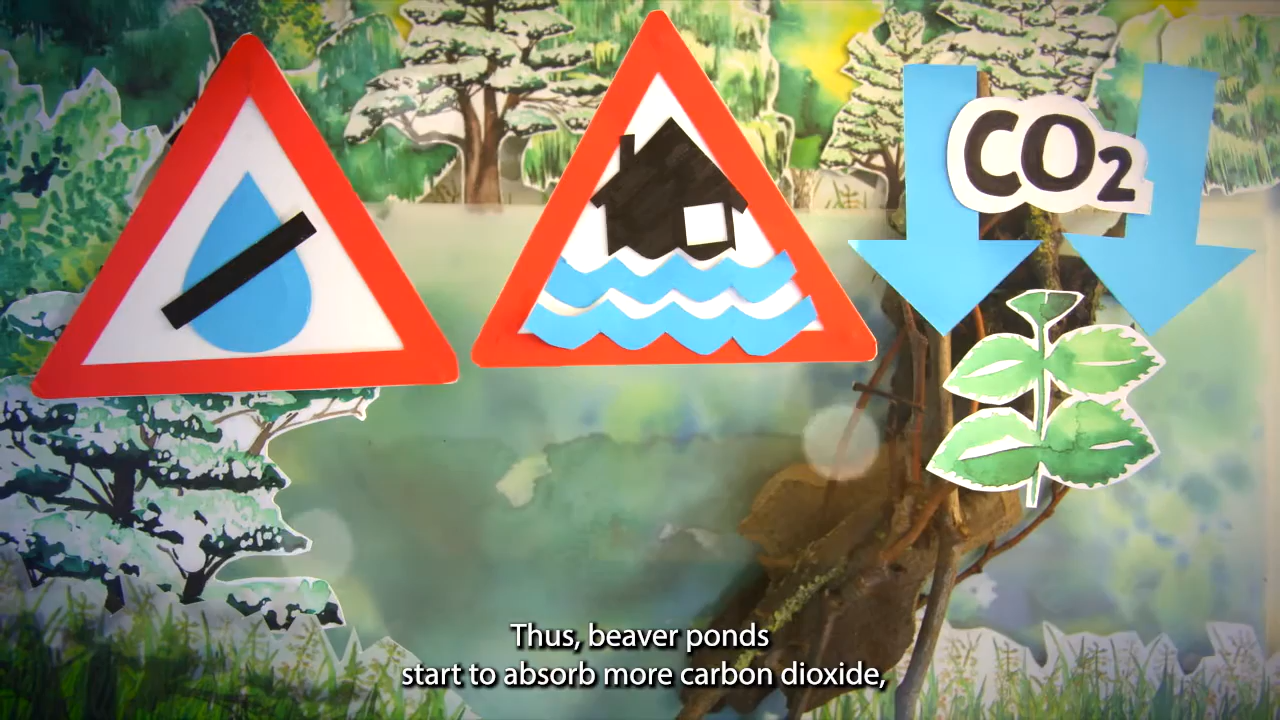 CO2
Thus, beaver ponds
start to absorb more carbon dioxide,